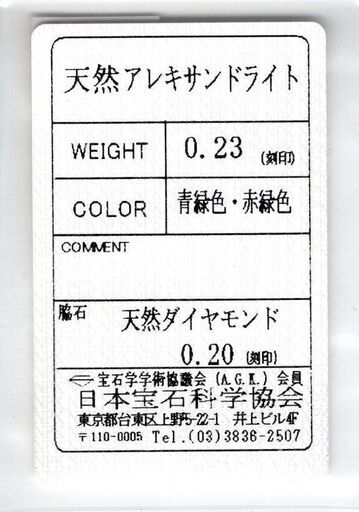 天然アレキサンドライト
WEIGHT 0.23 (刻印)
COLOR 青緑色・赤緑色
COMMENT
脇石 天然ダイヤモンド
0.20 (刻印)
宝石学学術協議会 (A.G.K.) 会員
日本宝石科学協会
東京都台東区上野5-22-1 井上ビル4F
〒110-0005 Tel.(03)3836-2507